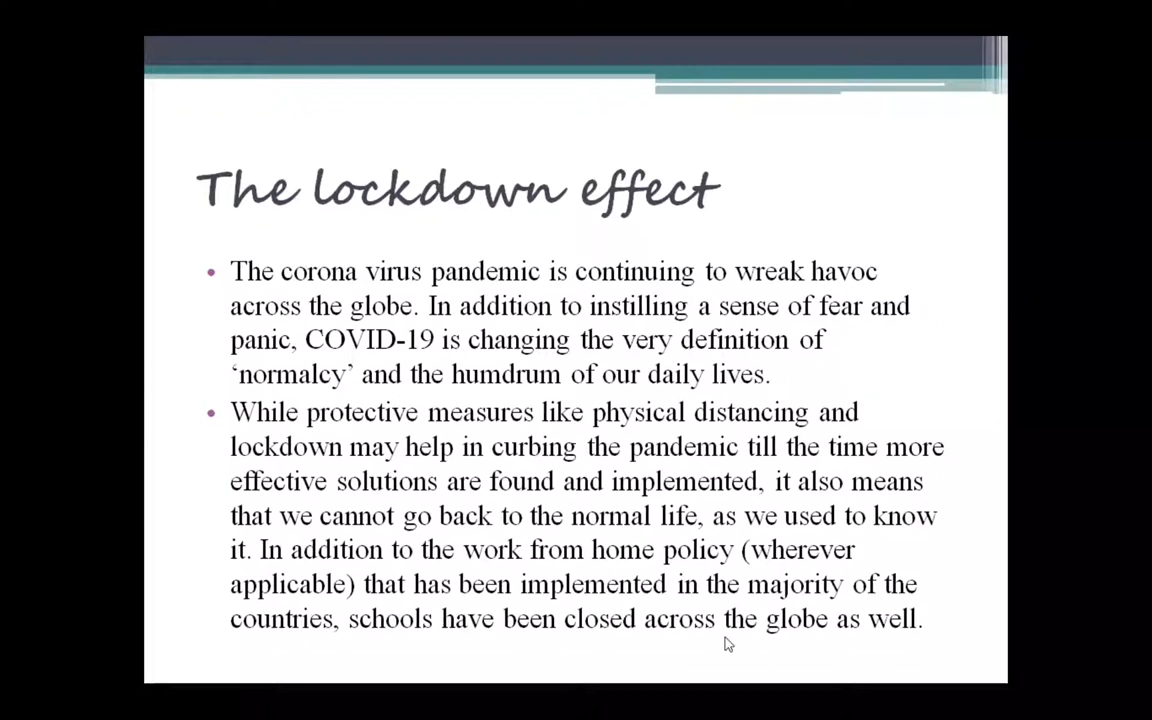 The lockdown effect
• The corona virus pandemic is continuing to wreak havoc
across the globe. In addition to instilling a sense of fear and
panic, COVID-19 is changing the very definition of
‘normalcy’ and the humdrum of our daily lives.
• While protective measures like physical distancing and
lockdown may help in curbing the pandemic till the time more
effective solutions are found and implemented, it also means
that we cannot go back to the normal life, as we used to know
it. In addition to the work from home policy (wherever
applicable) that has been implemented in the majority of the
countries, schools have been closed across the globe as well.